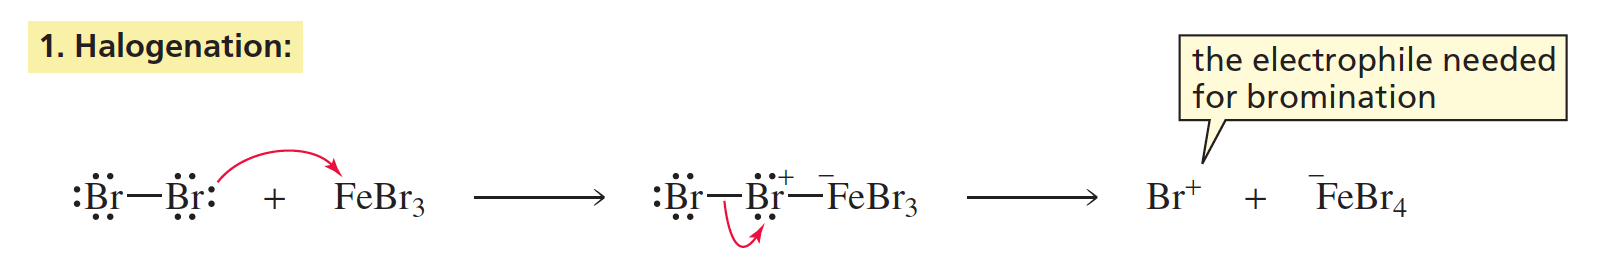 1. Halogenation:
the electrophile needed
for bromination
:Br—Br: + FeBr₃ ⟶ :Br—Br⁺—⁻FeBr₃ ⟶ Br⁺ + ⁻FeBr₄